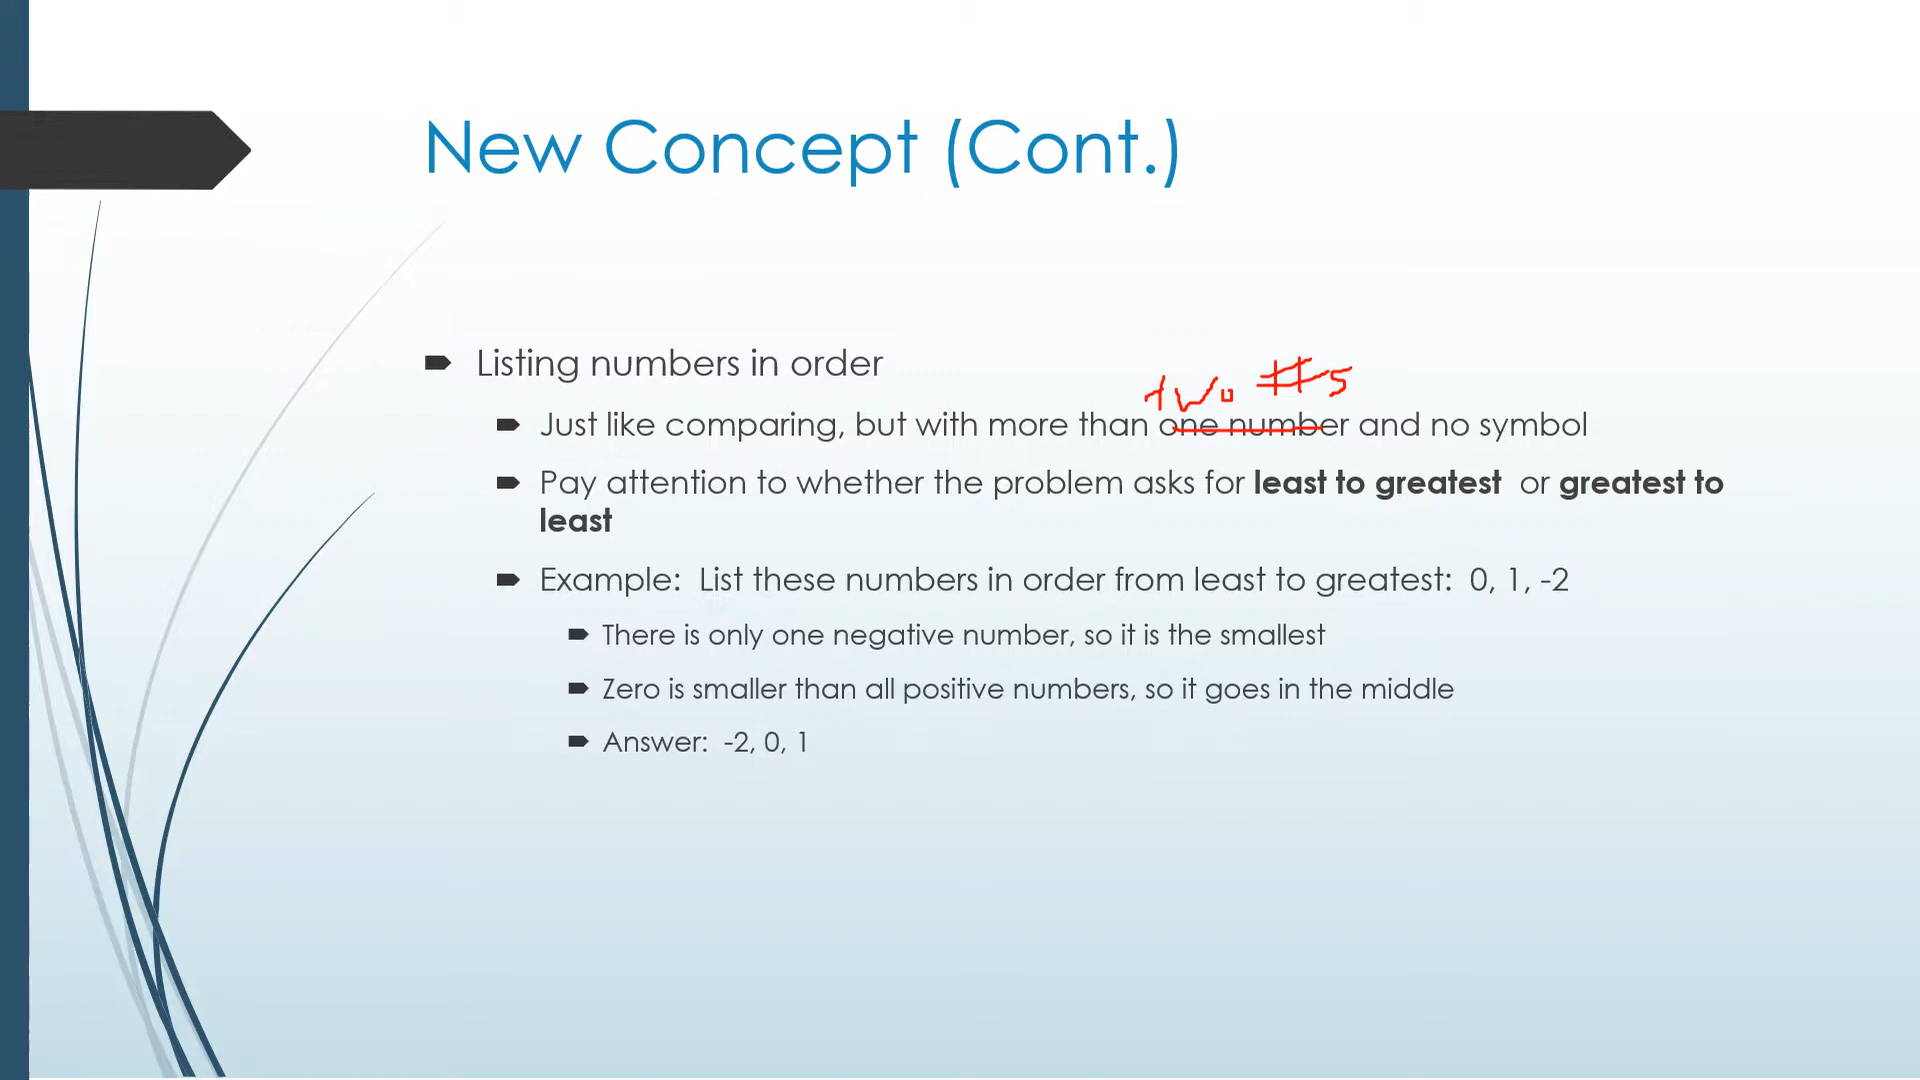 New Concept (Cont.)
Listing numbers in order
two #s
Just like comparing, but with more than one number and no symbol
Pay attention to whether the problem asks for least to greatest or greatest to
least
Example: List these numbers in order from least to greatest: 0, 1, -2
There is only one negative number, so it is the smallest
Zero is smaller than all positive numbers, so it goes in the middle
Answer: -2, 0, 1